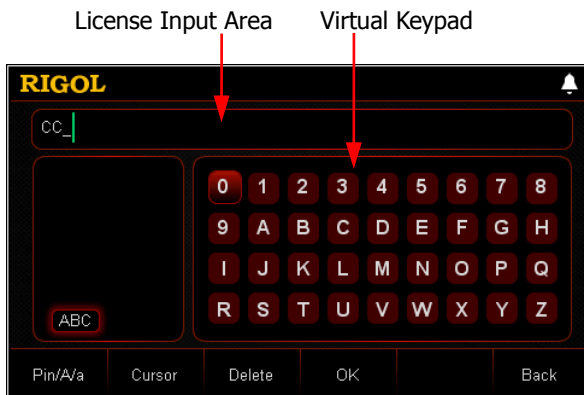 License Input Area Virtual Keypad
RIGOL
CC_
0 1 2 3 4 5 6 7 8
9 A B C D E F G H
I J K L M N O P Q
R S T U V W X Y Z
ABC
Pin/A/a Cursor Delete OK Back